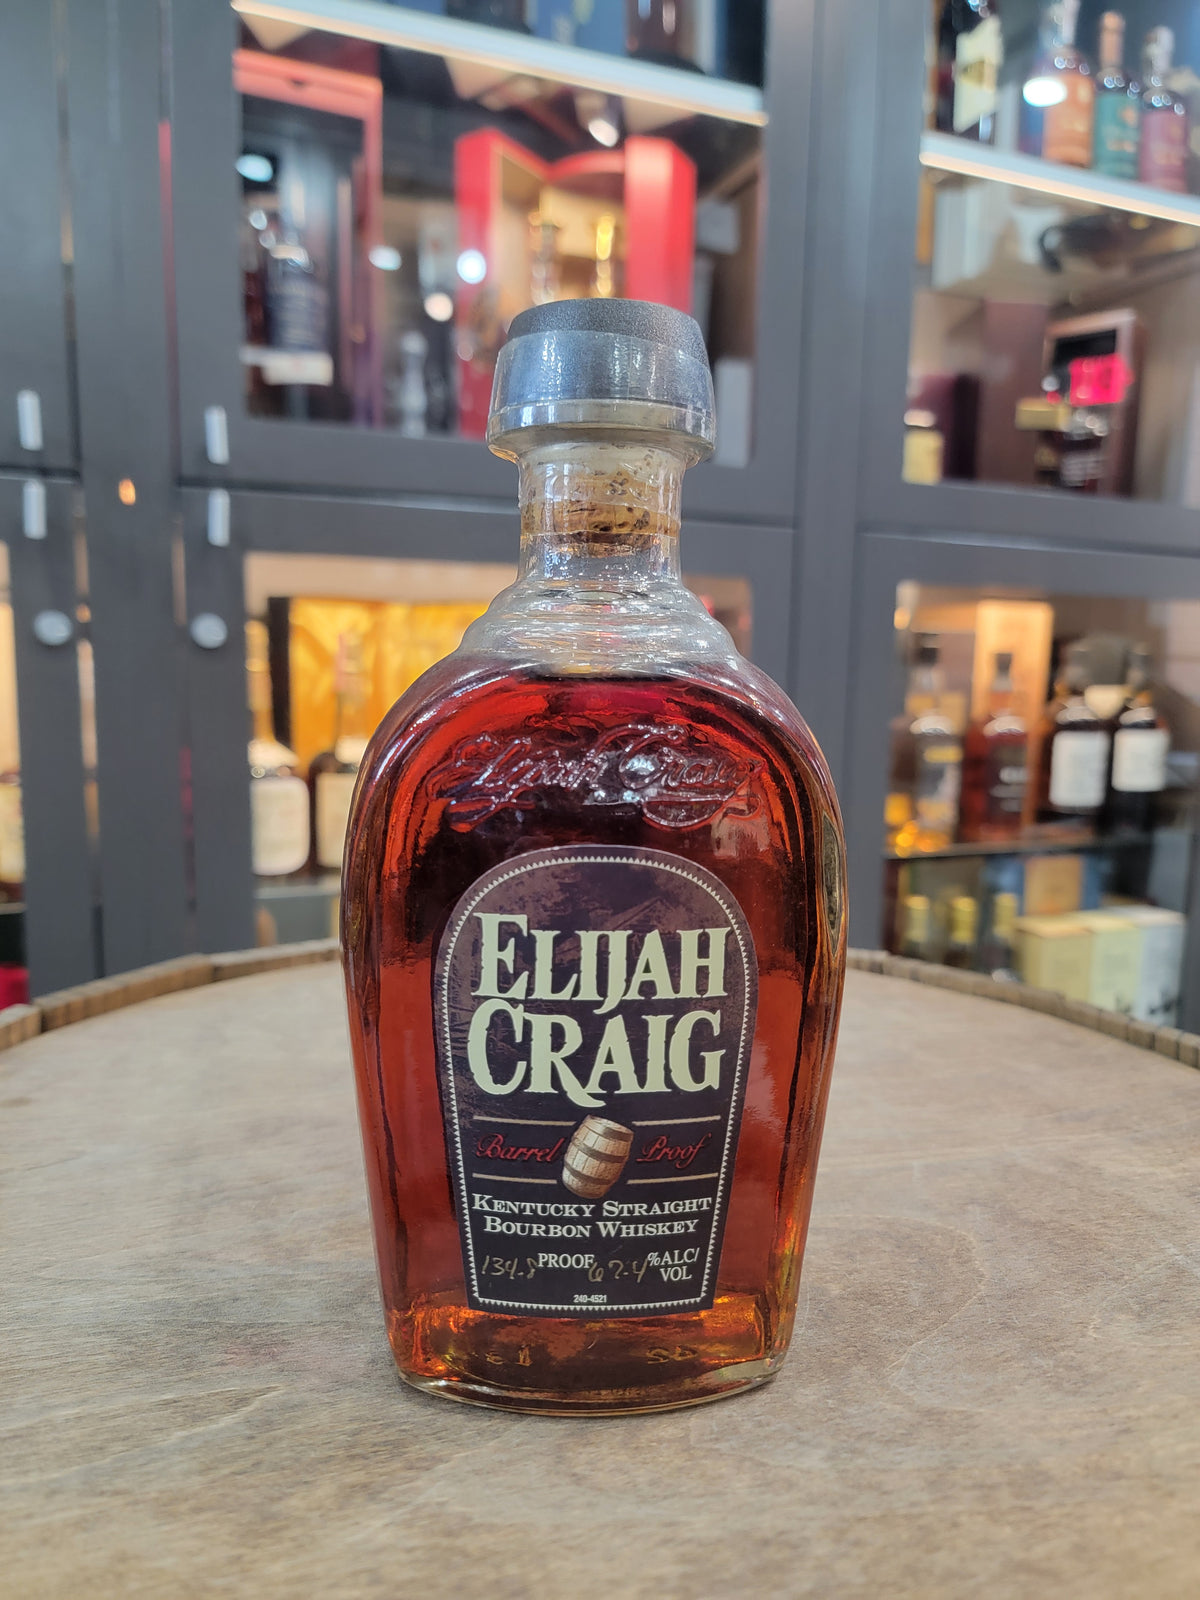 Elijah Craig
ELIJAH
CRAIG
Barrel Proof
KENTUCKY STRAIGHT
BOURBON WHISKEY
134.8 PROOF 67.4 %ALC/
VOL
240-4521